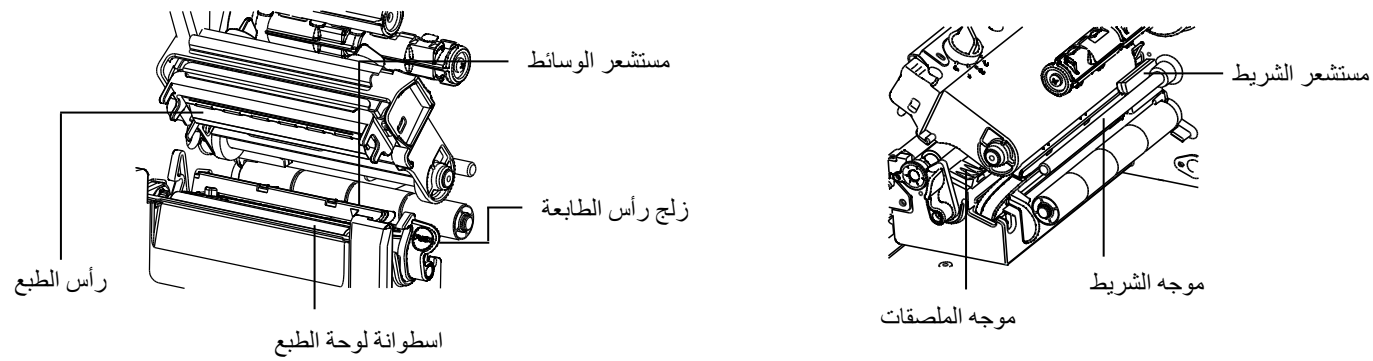 مستشعر الوسائط
مستشعر الشريط
زلج رأس الطابعة
رأس الطبع
موجه الشريط
موجه الملصقات
اسطوانة لوحة الطبع